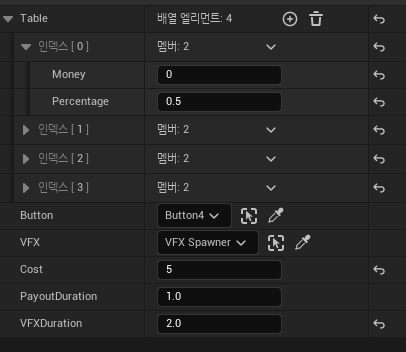 Table 배열 엘리먼트: 4
인덱스 [ 0 ] 멤버: 2
Money 0
Percentage 0.5
인덱스 [ 1 ] 멤버: 2
인덱스 [ 2 ] 멤버: 2
인덱스 [ 3 ] 멤버: 2
Button Button4
VFX VFX Spawner
Cost 5
PayoutDuration 1.0
VFXDuration 2.0